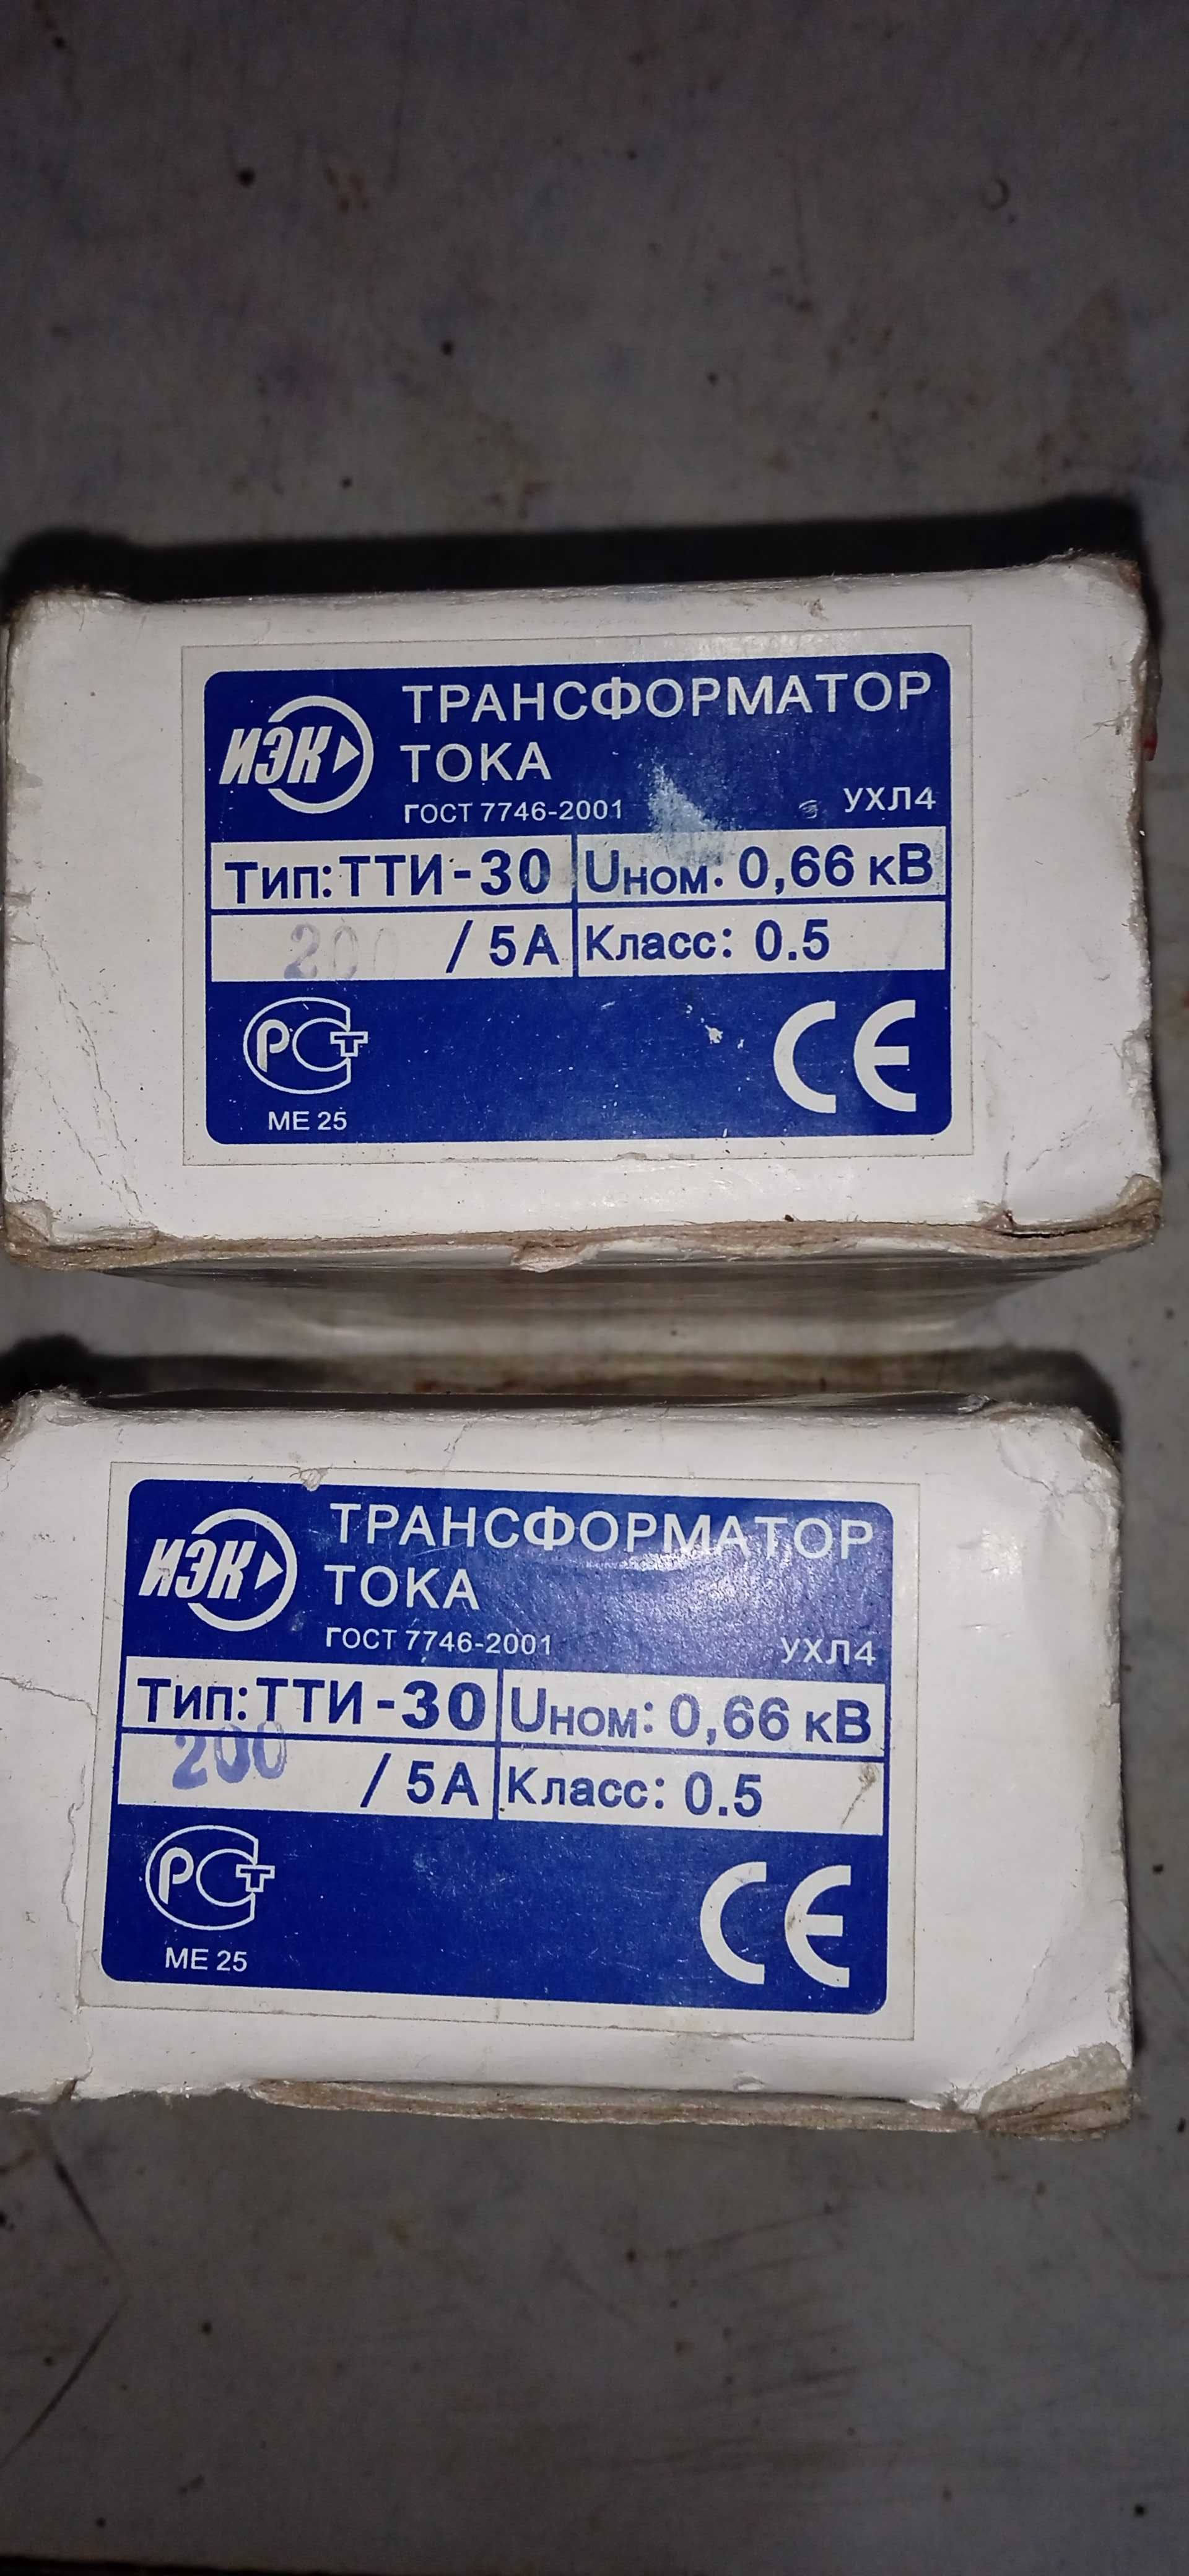 ИЭК
ТРАНСФОРМАТОР
ТОКА
ГОСТ 7746-2001
УХЛ4
Тип: ТТИ-30
Uном. 0,66 кВ
200 / 5А
Класс: 0.5
РСТ
МЕ 25
CE
ИЭК
ТРАНСФОРМАТОР
ТОКА
ГОСТ 7746-2001
УХЛ4
Тип: ТТИ-30
Uном: 0,66 кВ
200 / 5А
Класс: 0.5
РСТ
МЕ 25
CE